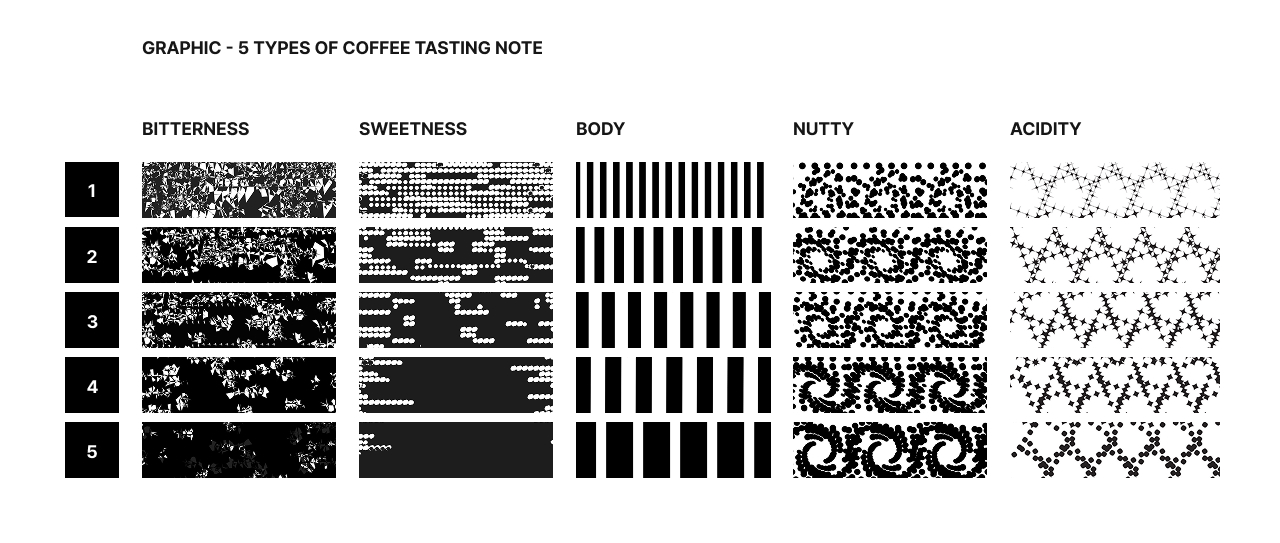 GRAPHIC - 5 TYPES OF COFFEE TASTING NOTE
BITTERNESS SWEETNESS BODY NUTTY ACIDITY
1
2
3
4
5